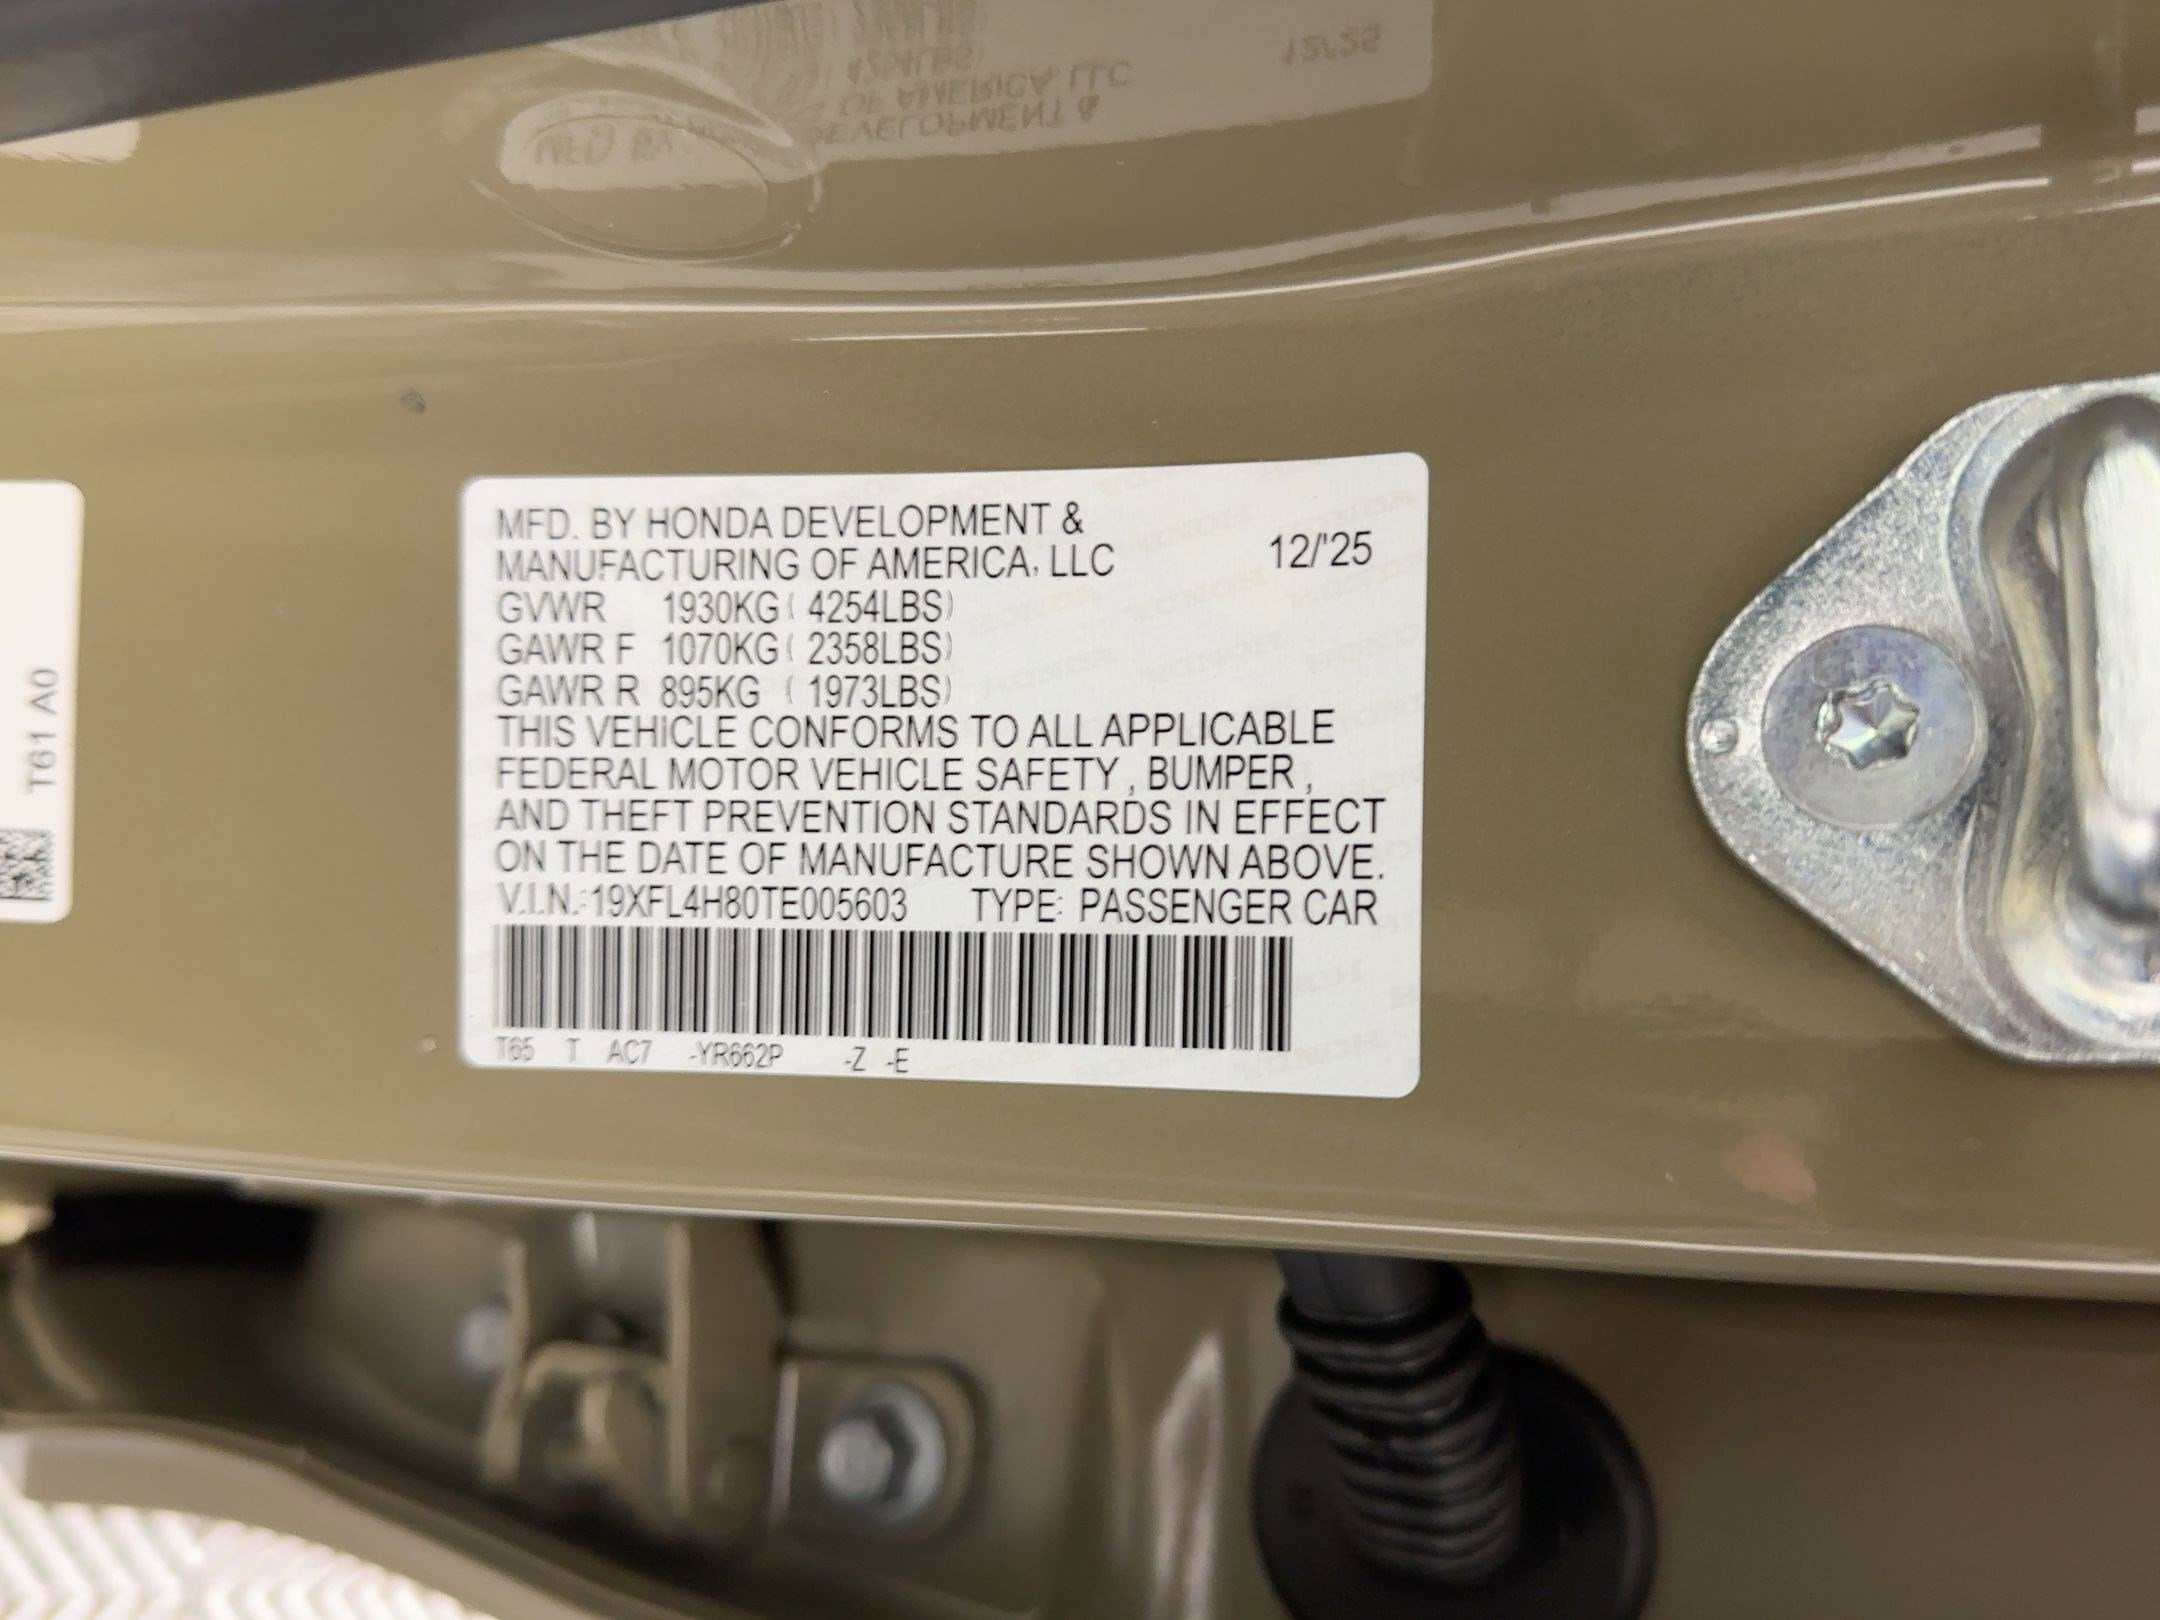 MFD. BY HONDA DEVELOPMENT &
MANUFACTURING OF AMERICA, LLC
12/'25
GVWR 1930KG ( 4254LBS)
GAWR F 1070KG ( 2358LBS)
GAWR R 895KG ( 1973LBS)
THIS VEHICLE CONFORMS TO ALL APPLICABLE
FEDERAL MOTOR VEHICLE SAFETY , BUMPER ,
AND THEFT PREVENTION STANDARDS IN EFFECT
ON THE DATE OF MANUFACTURE SHOWN ABOVE.
V.I.N.: 19XFL4H80TE005603 TYPE: PASSENGER CAR
T65 T AC7 -YR662P -Z -E
T61 A0